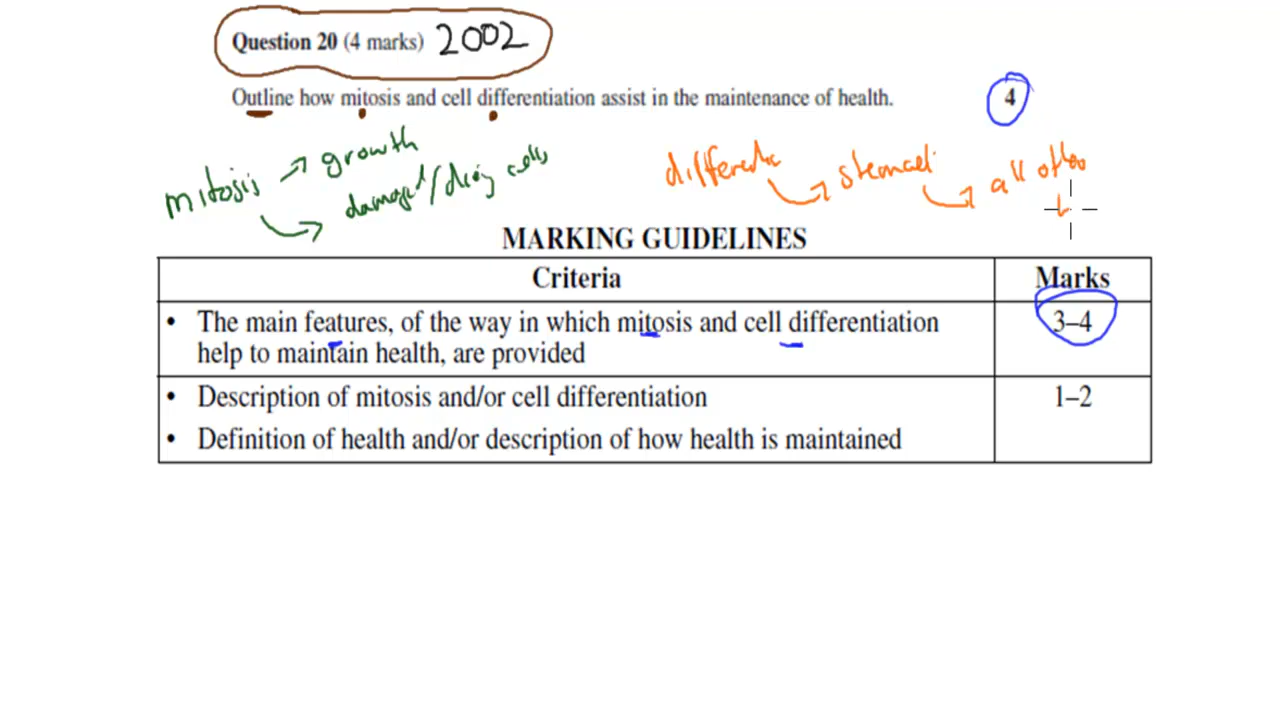 Question 20 (4 marks) 2002
Outline how mitosis and cell differentiation assist in the maintenance of health. 4
mitosis → growth
damaged/dying cells
stemcell
all other
MARKING GUIDELINES
Criteria Marks
• The main features, of the way in which mitosis and cell differentiation 3–4
help to maintain health, are provided
• Description of mitosis and/or cell differentiation 1–2
• Definition of health and/or description of how health is maintained